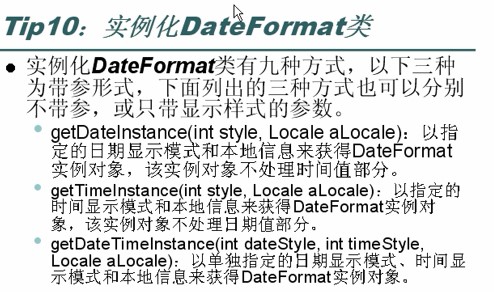 Tip10：实例化DateFormat类
● 实例化DateFormat类有九种方式，以下三种
为带参形式，下面列出的三种方式也可以分别
不带参，或只带显示样式的参数。
• getDateInstance(int style, Locale aLocale)：以指
定的日期显示模式和本地信息来获得DateFormat
实例对象，该实例对象不处理时间值部分。
• getTimeInstance(int style, Locale aLocale)：以指定的
时间显示模式和本地信息来获得DateFormat实例对
象，该实例对象不处理日期值部分。
• getDateTimeInstance(int dateStyle, int timeStyle,
Locale aLocale)：以单独指定的日期显示模式、时间显
示模式和本地信息来获得DateFormat实例对象。